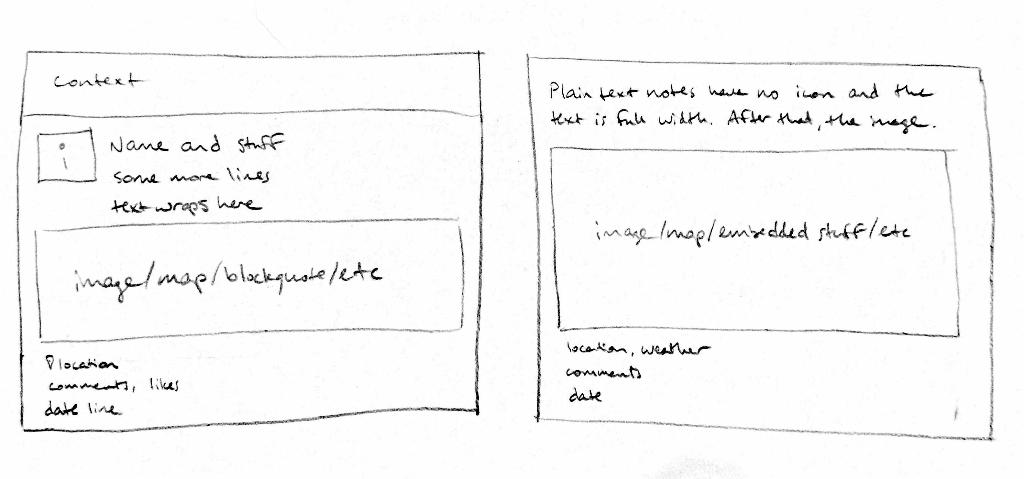 context
i
Name and stuff
some more lines
text wraps here
image/map/blockquote/etc
location
comments, likes
date line
Plain text notes have no icon and the
text is full width. After that, the image.
image/map/embedded stuff/etc
location, weather
comments
date